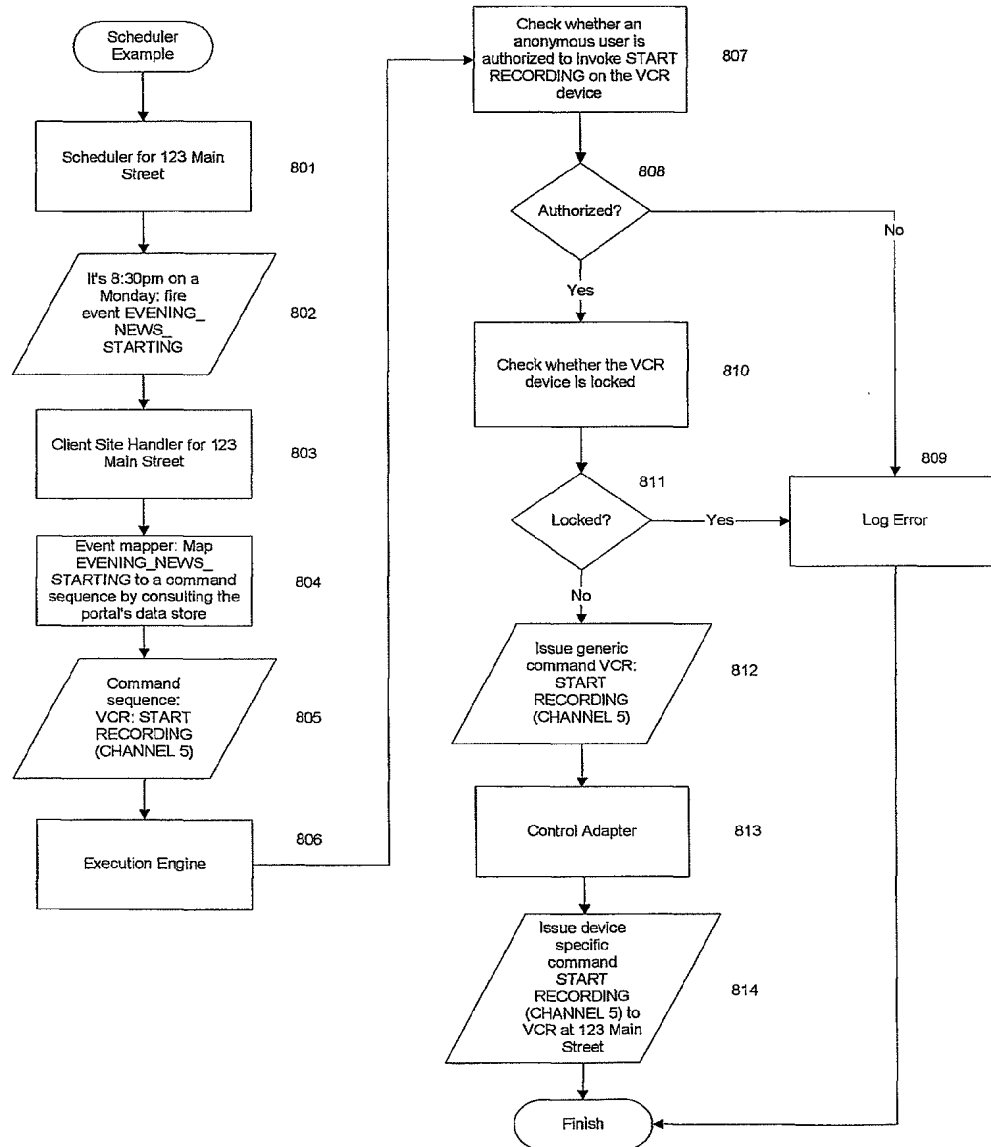 Scheduler
Example
Scheduler for 123 Main
Street
801
It's 8:30pm on a
Monday: fire
event EVENING_
NEWS_
STARTING
802
Client Site Handler for 123
Main Street
803
Event mapper: Map
EVENING_NEWS_
STARTING to a command
sequence by consulting the
portal's data store
804
Command
sequence:
VCR: START
RECORDING
(CHANNEL 5)
805
Execution Engine
806
Check whether an
anonymous user is
authorized to invoke START
RECORDING on the VCR
device
807
Authorized?
808
No
Yes
Check whether the VCR
device is locked
810
Locked?
811
Yes
809
Log Error
No
Issue generic
command VCR:
START
RECORDING
(CHANNEL 5)
812
Control Adapter
813
Issue device
specific
command
START
RECORDING
(CHANNEL 5) to
VCR at 123 Main
Street
814
Finish